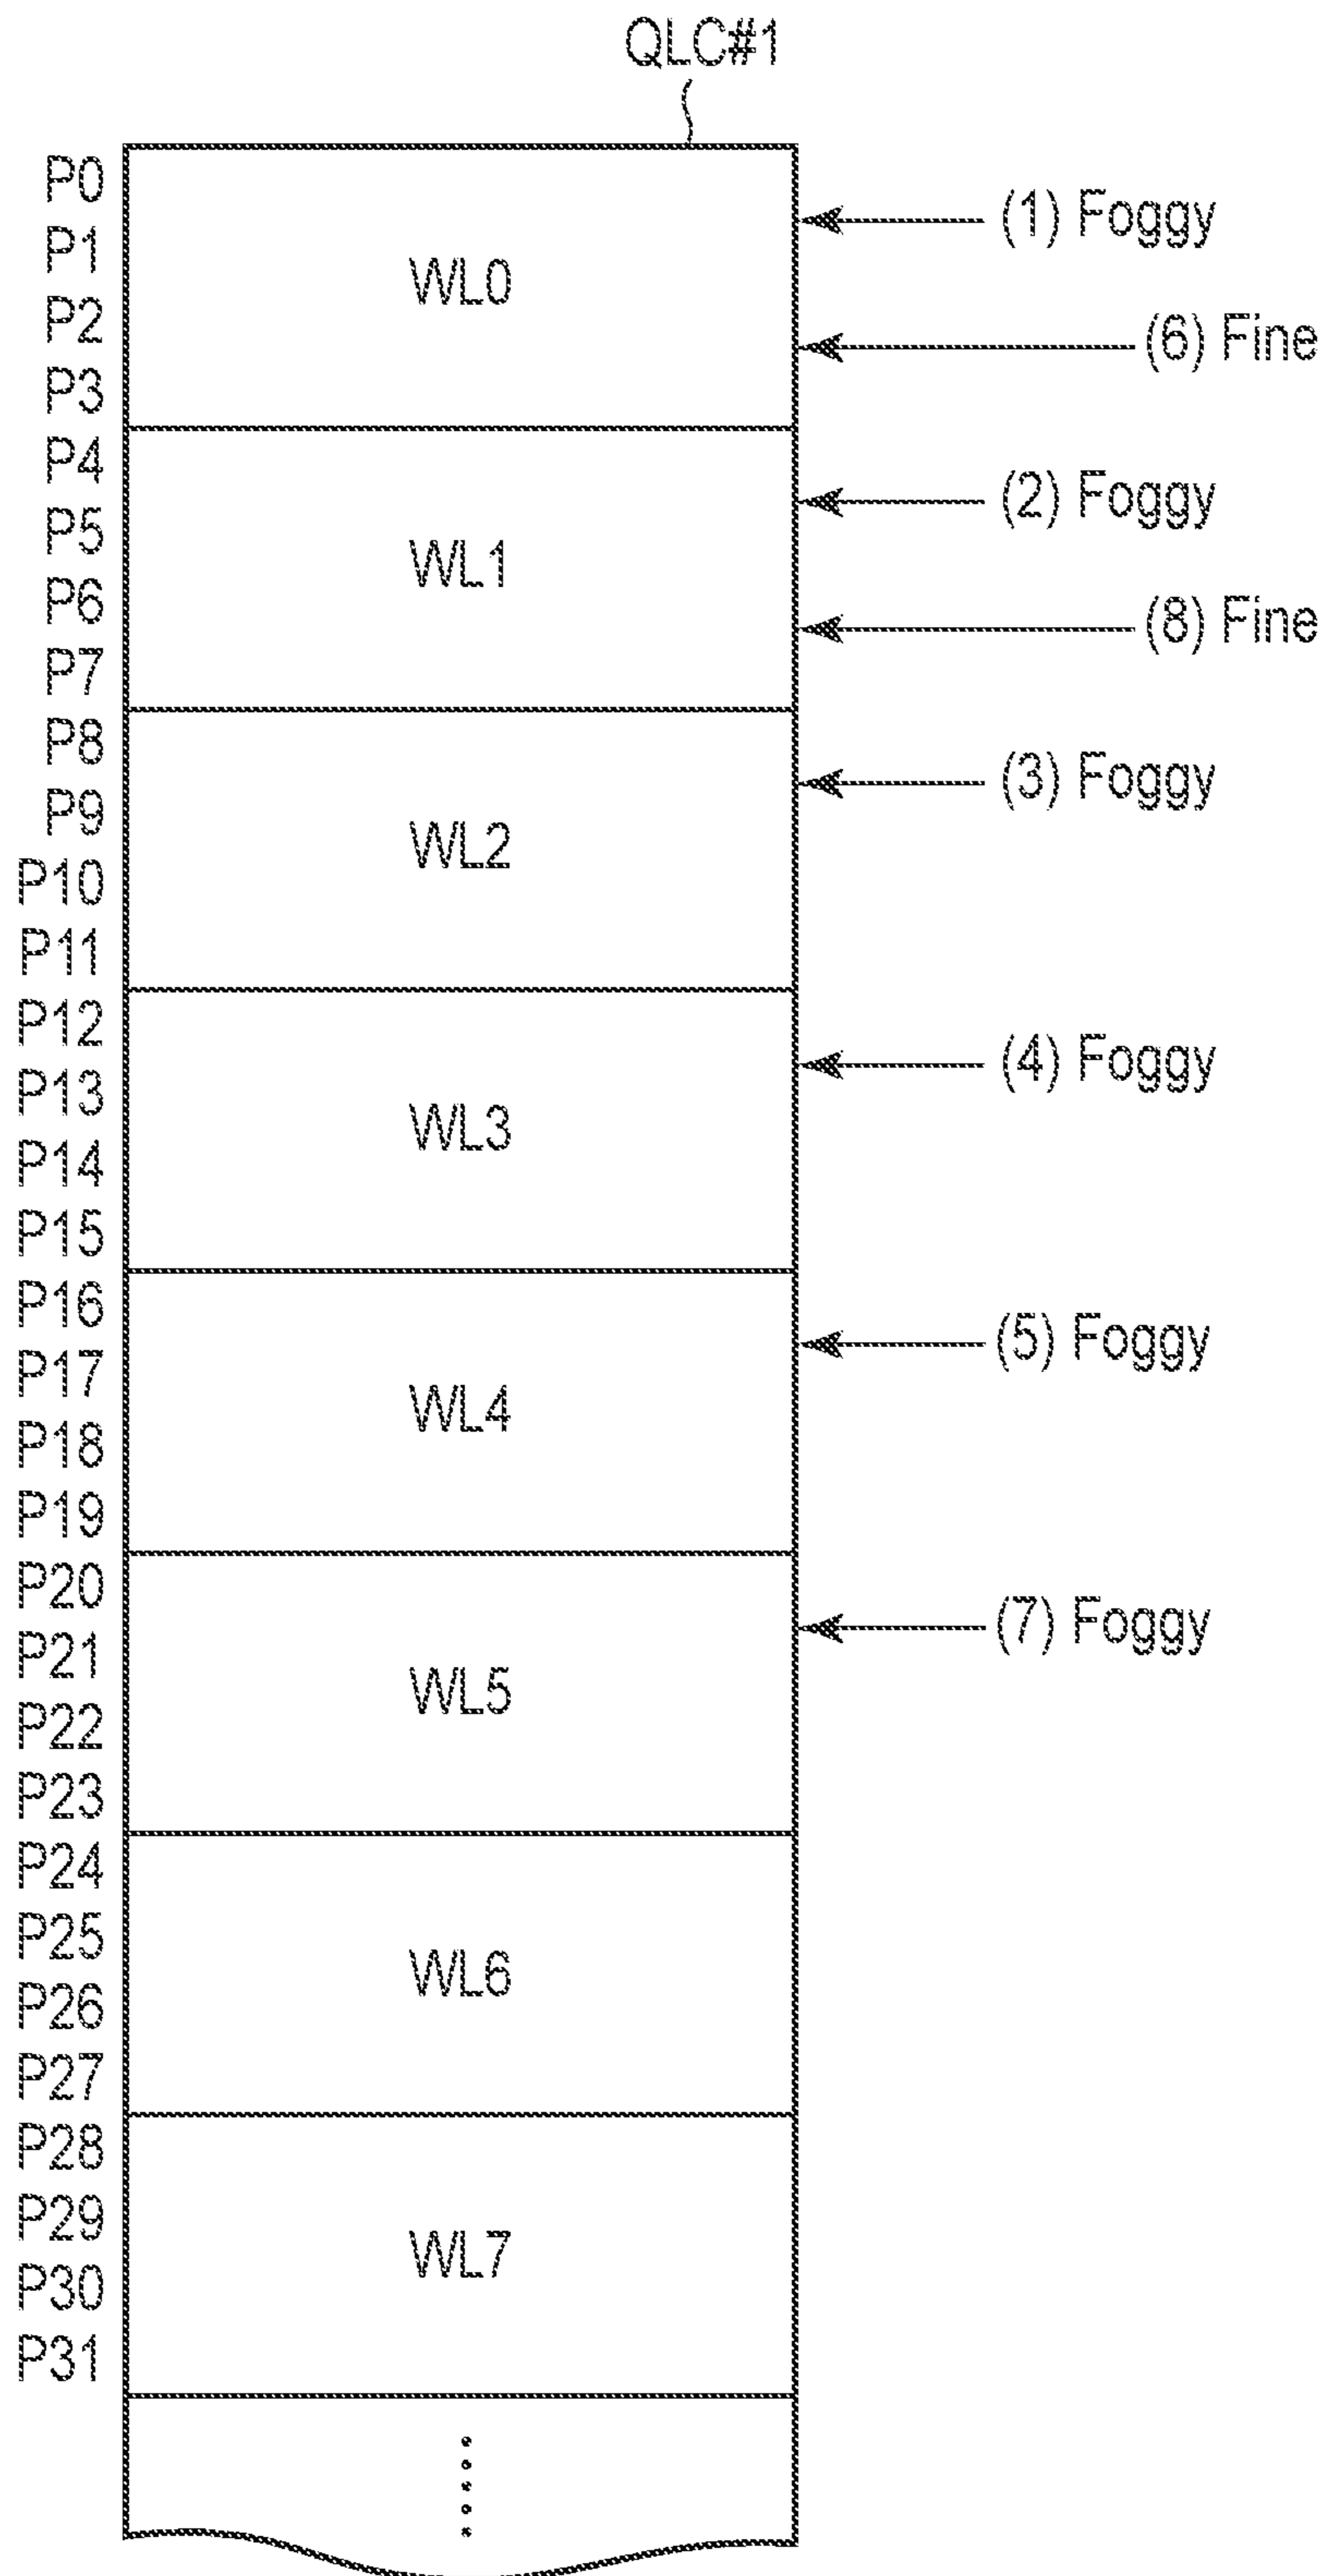 QLC#1
P0
(1) Foggy
P1
WL0
P2
(6) Fine
P3
P4
(2) Foggy
P5
WL1
P6
(8) Fine
P7
P8
(3) Foggy
P9
WL2
P10
P11
P12
(4) Foggy
P13
WL3
P14
P15
P16
(5) Foggy
P17
WL4
P18
P19
P20
(7) Foggy
P21
WL5
P22
P23
P24
P25
WL6
P26
P27
P28
P29
WL7
P30
P31